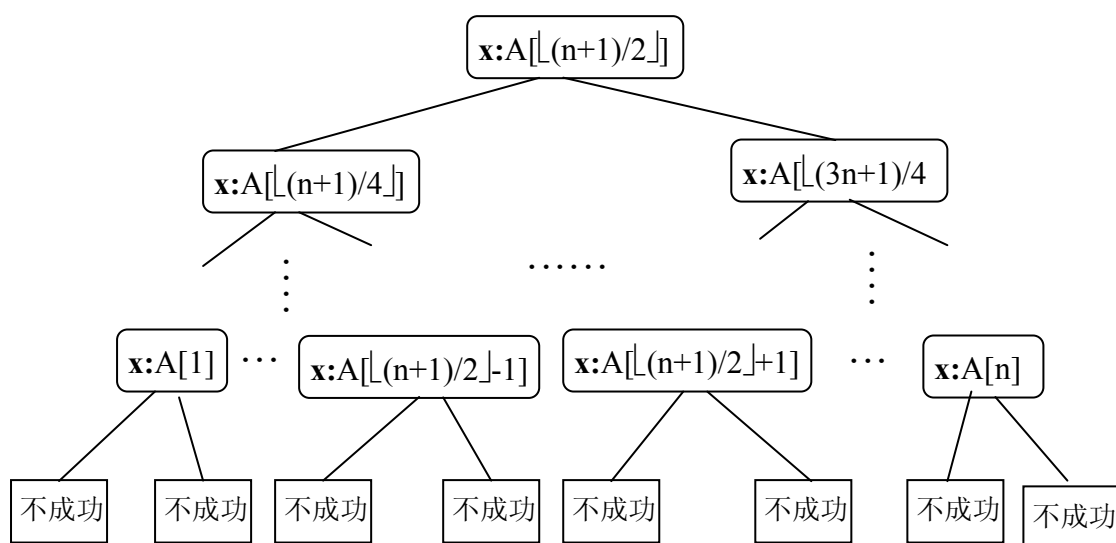 x:A[⌊(n+1)/2⌋]
x:A[⌊(n+1)/4⌋]
x:A[⌊(3n+1)/4
⋮
……
⋮
x:A[1]
…
x:A[⌊(n+1)/2⌋-1]
x:A[⌊(n+1)/2⌋+1]
…
x:A[n]
不成功
不成功
不成功
不成功
不成功
不成功
不成功
不成功